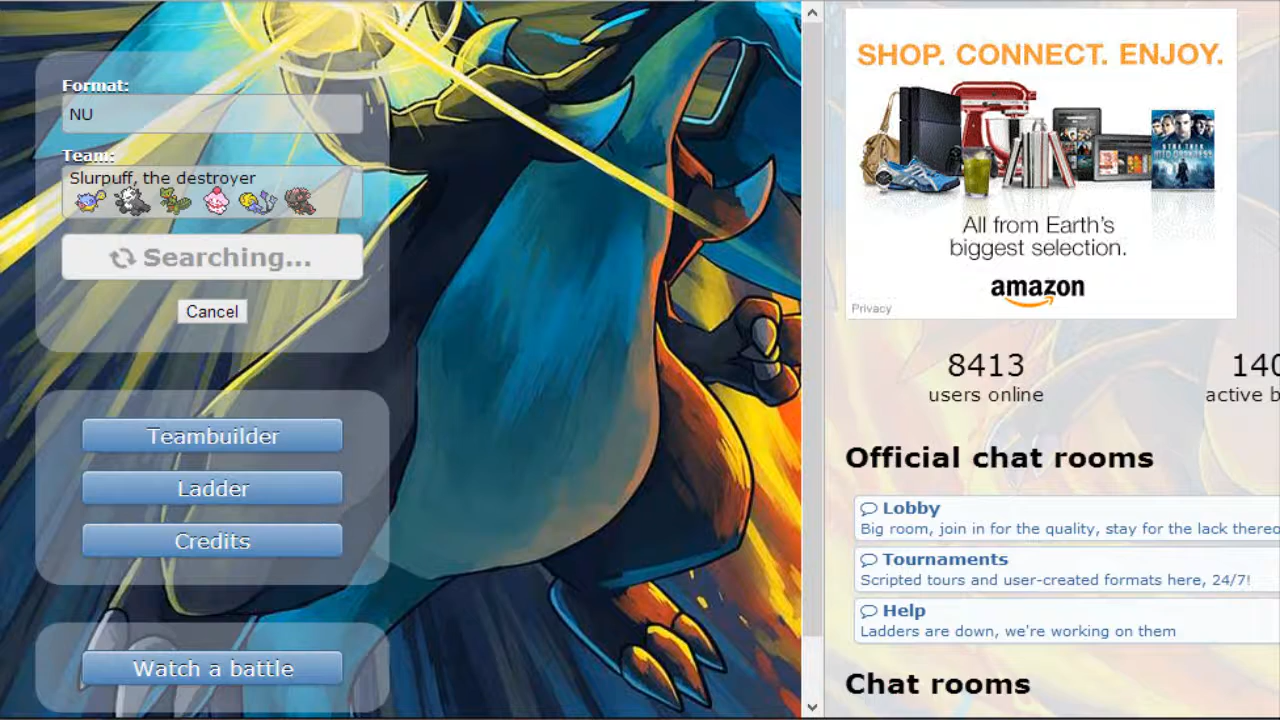 Format:
NU
Team:
Slurpuff, the destroyer
Searching...
Cancel
Teambuilder
Ladder
Credits
Watch a battle
SHOP. CONNECT. ENJOY.
All from Earth's
biggest selection.
amazon
Privacy
8413
users online
140
active b
Official chat rooms
Lobby
Big room, join in for the quality, stay for the lack thereo
Tournaments
Scripted tours and user-created formats here, 24/7!
Help
Ladders are down, we're working on them
Chat rooms